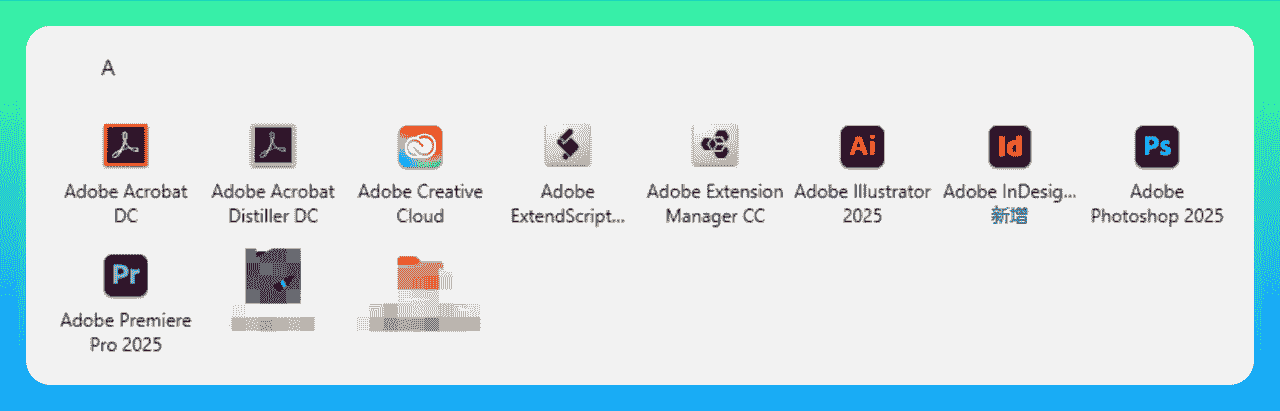 A
Adobe Acrobat DC
Adobe Acrobat Distiller DC
Adobe Creative Cloud
Adobe ExtendScript...
Adobe Extension Manager CC
Ai
Adobe Illustrator 2025
Id
Adobe InDesig...
新增
Ps
Adobe Photoshop 2025
Pr
Adobe Premiere Pro 2025